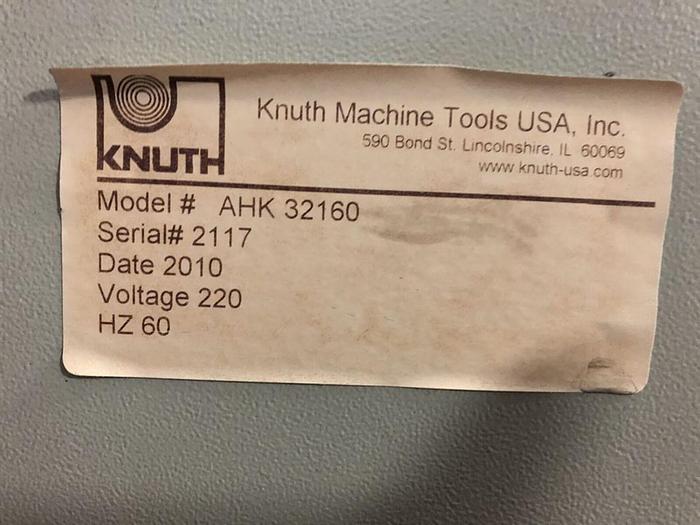 KNUTH
Knuth Machine Tools USA, Inc.
590 Bond St. Lincolnshire, IL 60069
www.knuth-usa.com
Model # AHK 32160
Serial# 2117
Date 2010
Voltage 220
HZ 60